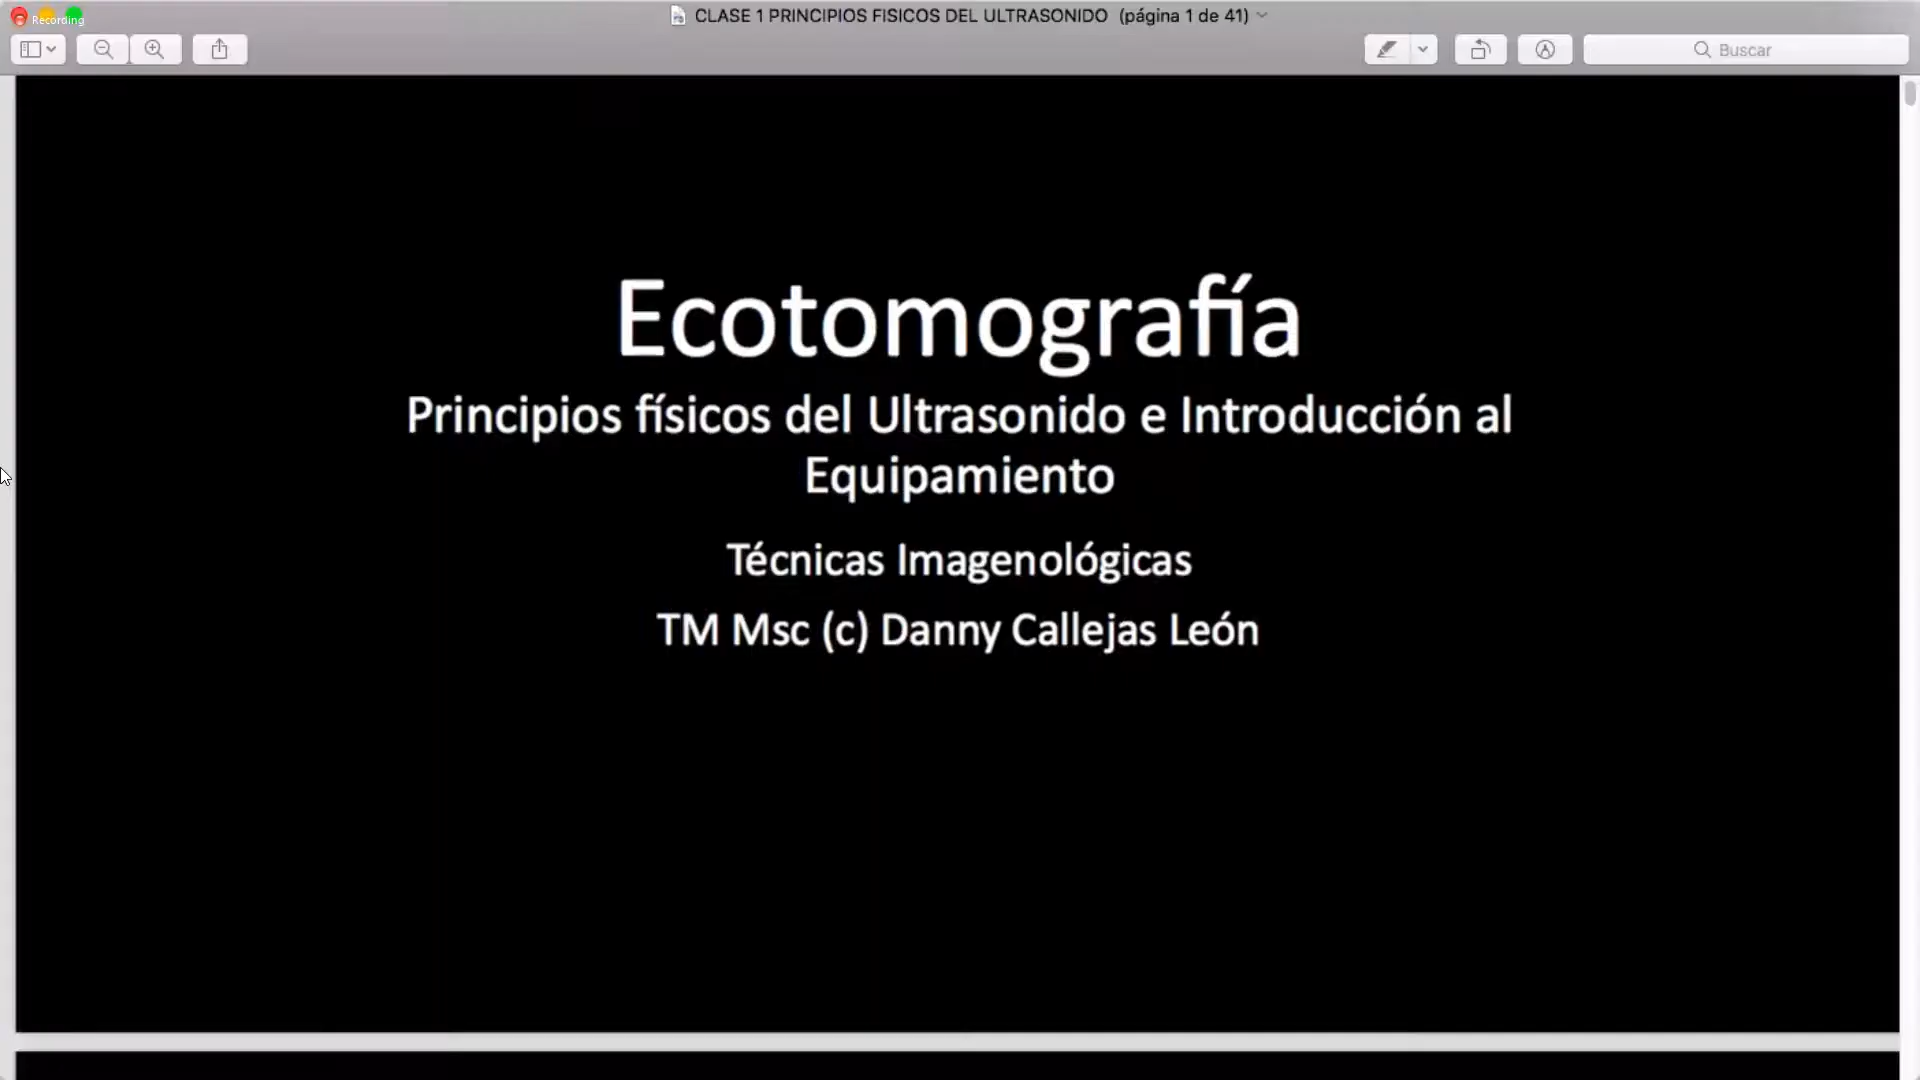 Recording
CLASE 1 PRINCIPIOS FISICOS DEL ULTRASONIDO (página 1 de 41)
Buscar
Ecotomografía
Principios físicos del Ultrasonido e Introducción al
Equipamiento
Técnicas Imagenológicas
TM Msc (c) Danny Callejas León